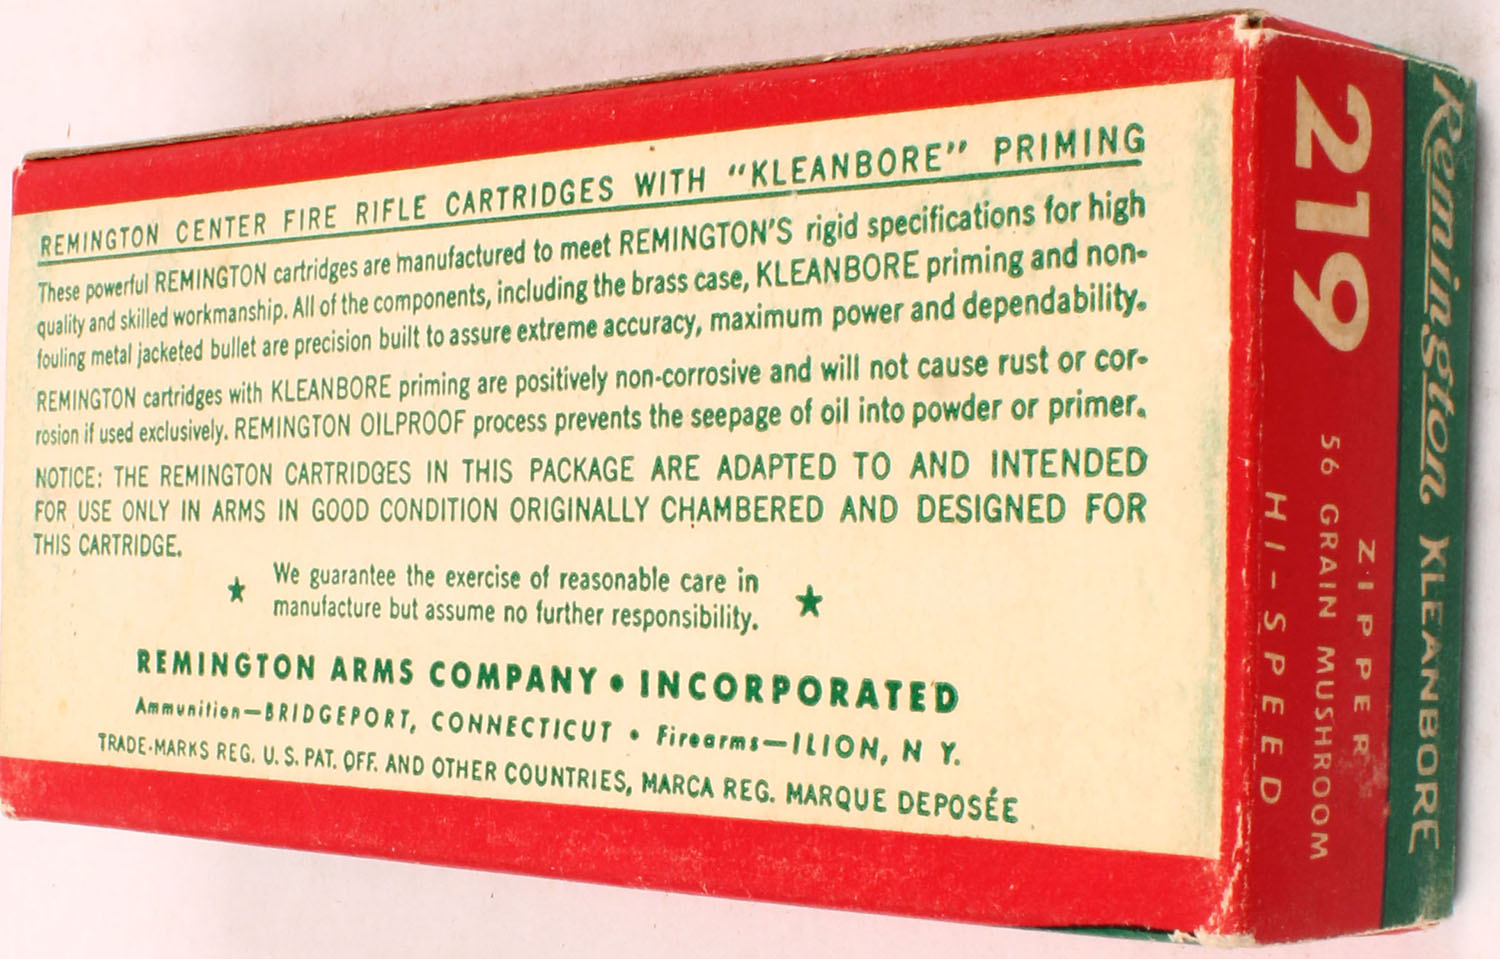 REMINGTON CENTER FIRE RIFLE CARTRIDGES WITH "KLEANBORE" PRIMING
These powerful REMINGTON cartridges are manufactured to meet REMINGTON'S rigid specifications for high
quality and skilled workmanship. All of the components, including the brass case, KLEANBORE priming and non-
fouling metal jacketed bullet are precision built to assure extreme accuracy, maximum power and dependability.
REMINGTON cartridges with KLEANBORE priming are positively non-corrosive and will not cause rust or cor-
rosion if used exclusively. REMINGTON OILPROOF process prevents the seepage of oil into powder or primer.
NOTICE: THE REMINGTON CARTRIDGES IN THIS PACKAGE ARE ADAPTED TO AND INTENDED
FOR USE ONLY IN ARMS IN GOOD CONDITION ORIGINALLY CHAMBERED AND DESIGNED FOR
THIS CARTRIDGE.
★ We guarantee the exercise of reasonable care in ★
manufacture but assume no further responsibility.
REMINGTON ARMS COMPANY • INCORPORATED
Ammunition—BRIDGEPORT, CONNECTICUT • Firearms—ILION, N Y.
TRADE-MARKS REG. U. S. PAT. OFF. AND OTHER COUNTRIES, MARCA REG. MARQUE DEPOSÉE
Remington KLEANBORE
219 ZIPPER
56 GRAIN MUSHROOM
HI-SPEED